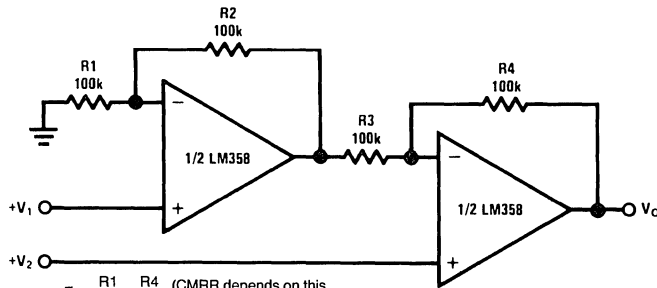 R2
100k
R1
100k
R4
100k
R3
100k
1/2 LM358
1/2 LM358
+V1
+V2
R1 R4 (CMRR depends on this